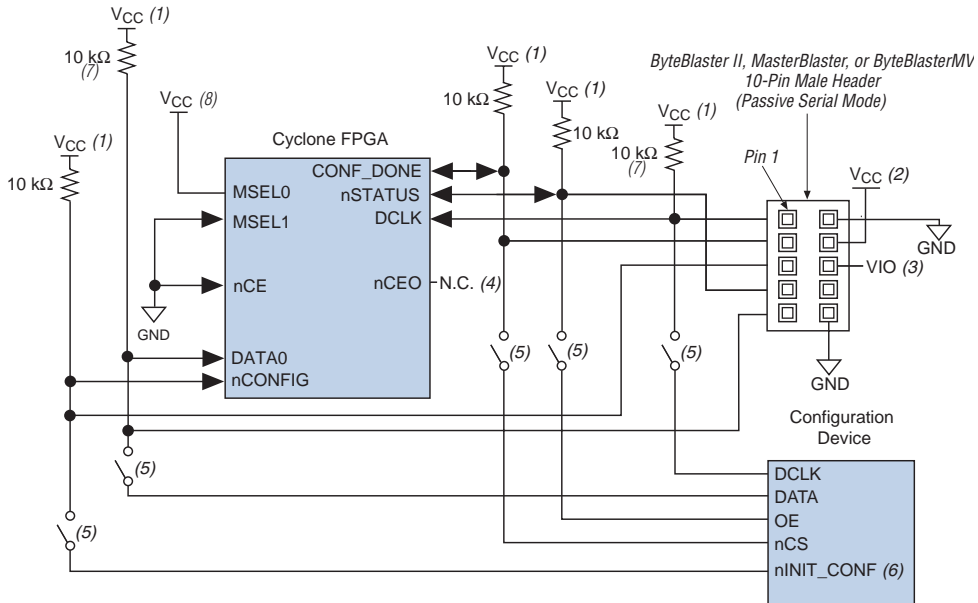 VCC (1)
10 kΩ
(7)
VCC (1)
10 kΩ
VCC (8)
Cyclone FPGA
MSEL0
MSEL1
nCE
DATA0
nCONFIG
CONF_DONE
nSTATUS
DCLK
nCEO
N.C. (4)
GND
VCC (1)
10 kΩ
VCC (1)
10 kΩ
VCC (1)
10 kΩ
(7)
ByteBlaster II, MasterBlaster, or ByteBlasterMV
10-Pin Male Header
(Passive Serial Mode)
Pin 1
VCC (2)
GND
VIO (3)
GND
(5)
(5)
(5)
(5)
(5)
Configuration
Device
DCLK
DATA
OE
nCS
nINIT_CONF (6)